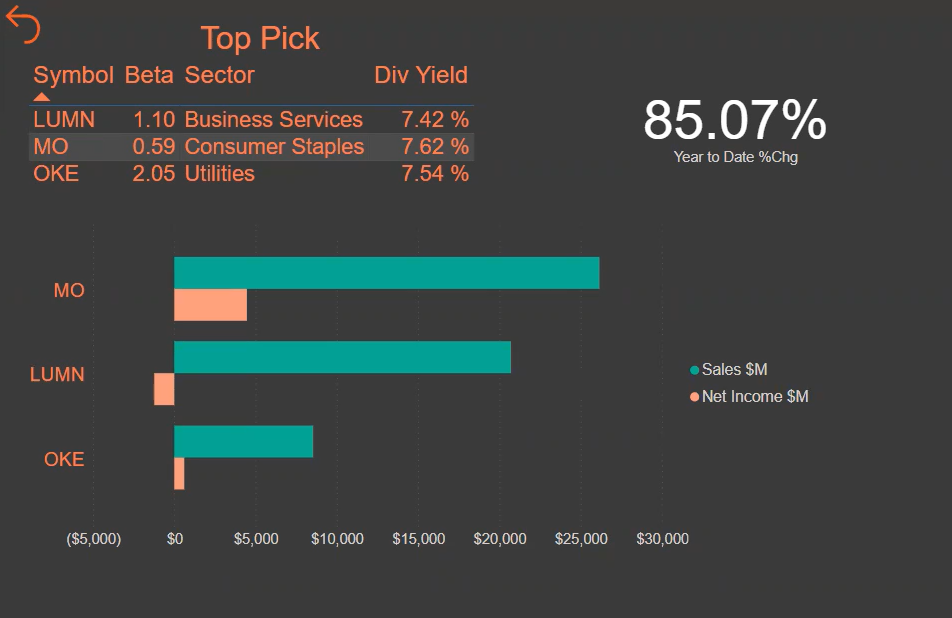 Top Pick
Symbol Beta Sector Div Yield
LUMN 1.10 Business Services 7.42 %
MO 0.59 Consumer Staples 7.62 %
OKE 2.05 Utilities 7.54 %
85.07%
Year to Date %Chg
MO
LUMN
OKE
($5,000) $0 $5,000 $10,000 $15,000 $20,000 $25,000 $30,000
Sales $M
Net Income $M